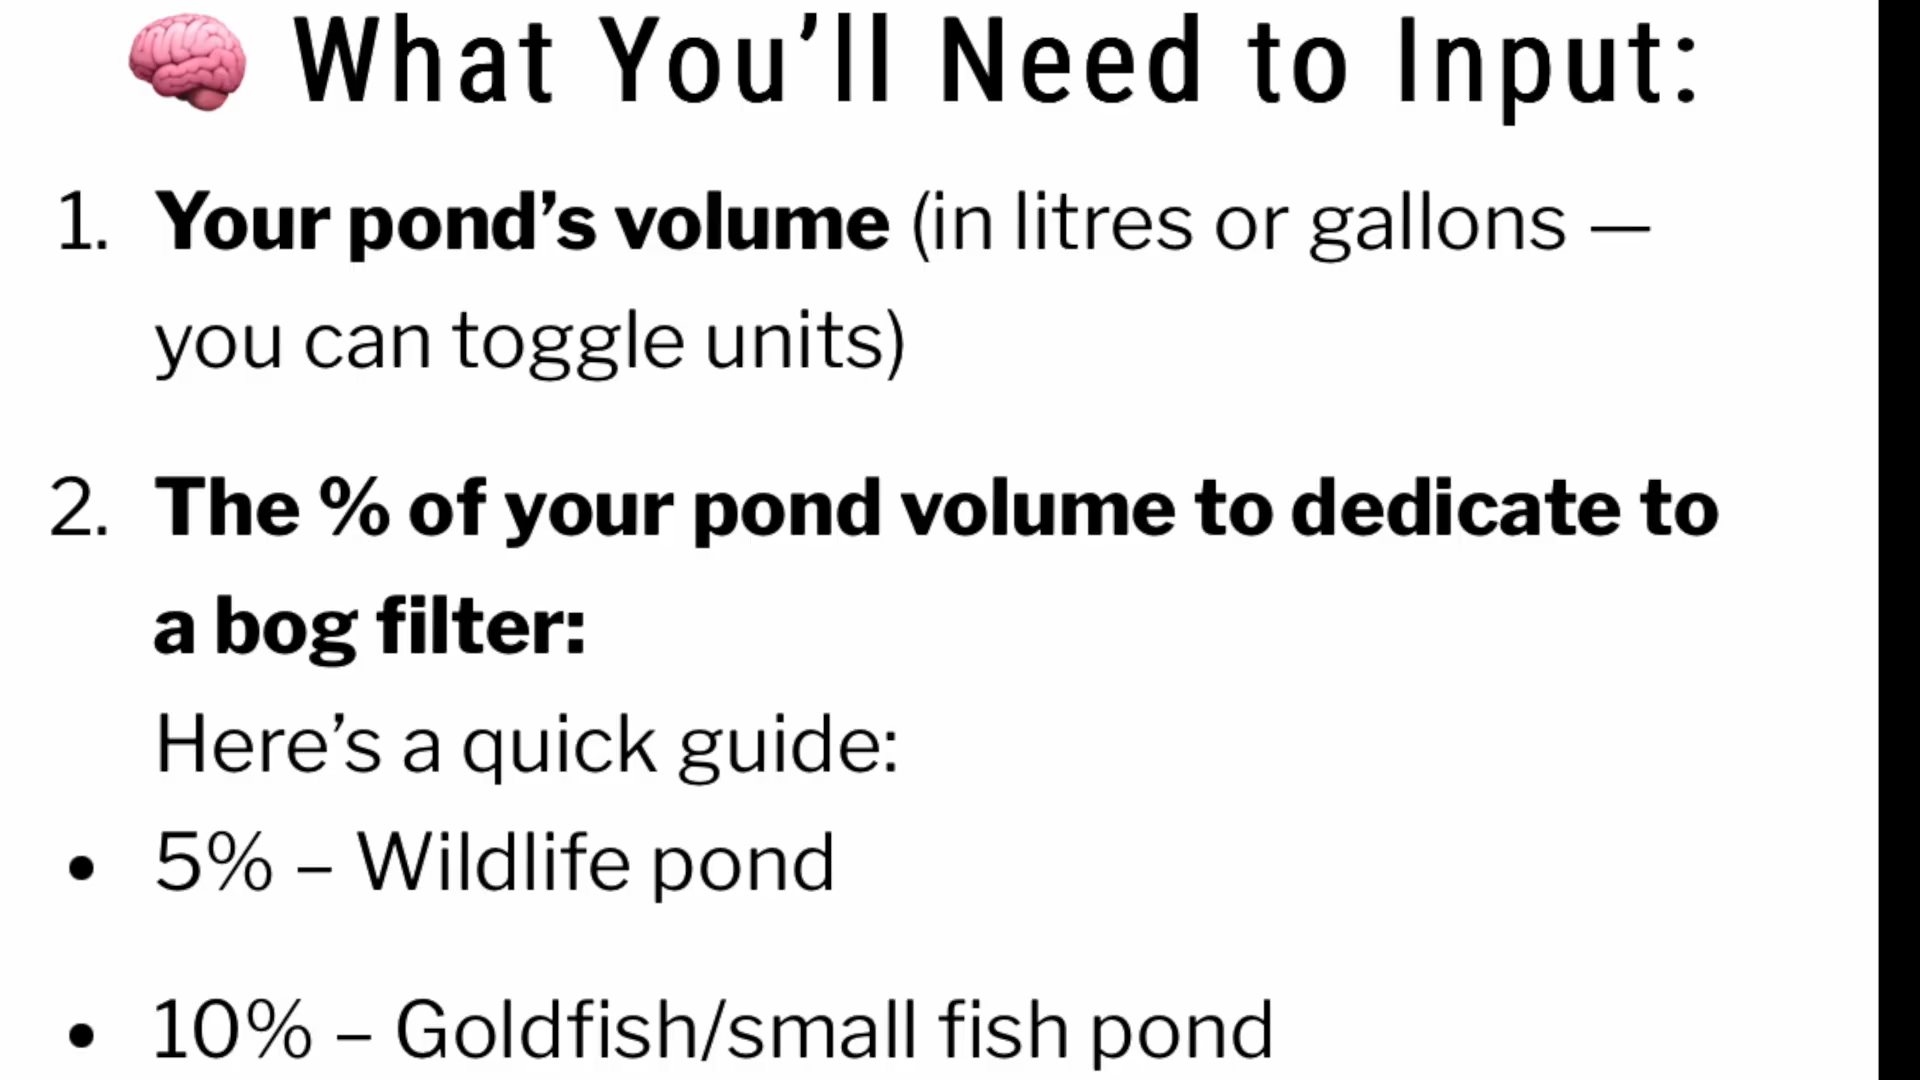 🧠 What You’ll Need to Input:
1. Your pond’s volume (in litres or gallons —
you can toggle units)
2. The % of your pond volume to dedicate to
a bog filter:
Here’s a quick guide:
• 5% – Wildlife pond
• 10% – Goldfish/small fish pond